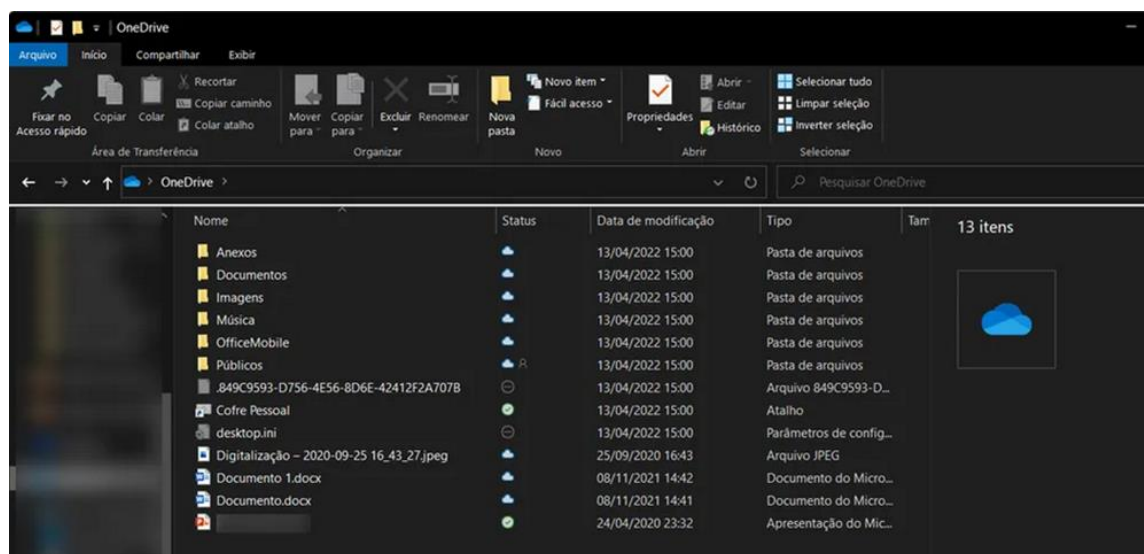 OneDrive
Arquivo Início Compartilhar Exibir
Fixar no Acesso rápido
Copiar
Colar
Recortar
Copiar caminho
Colar atalho
Área de Transferência
Mover para
Copiar para
Excluir
Renomear
Organizar
Nova pasta
Novo item
Fácil acesso
Novo
Propriedades
Abrir
Editar
Histórico
Abrir
Selecionar tudo
Limpar seleção
Inverter seleção
Selecionar
OneDrive
Pesquisar OneDrive
Nome Status Data de modificação Tipo Tam
Anexos 13/04/2022 15:00 Pasta de arquivos
Documentos 13/04/2022 15:00 Pasta de arquivos
Imagens 13/04/2022 15:00 Pasta de arquivos
Música 13/04/2022 15:00 Pasta de arquivos
OfficeMobile 13/04/2022 15:00 Pasta de arquivos
Públicos 13/04/2022 15:00 Pasta de arquivos
.849C9593-D756-4E56-8D6E-42412F2A707B 13/04/2022 15:00 Arquivo 849C9593-D...
Cofre Pessoal 13/04/2022 15:00 Atalho
desktop.ini 13/04/2022 15:00 Parâmetros de config...
Digitalização – 2020-09-25 16_43_27.jpeg 25/09/2020 16:43 Arquivo JPEG
Documento 1.docx 08/11/2021 14:42 Documento do Micro...
Documento.docx 08/11/2021 14:41 Documento do Micro...
24/04/2020 23:32 Apresentação do Mic...
13 itens